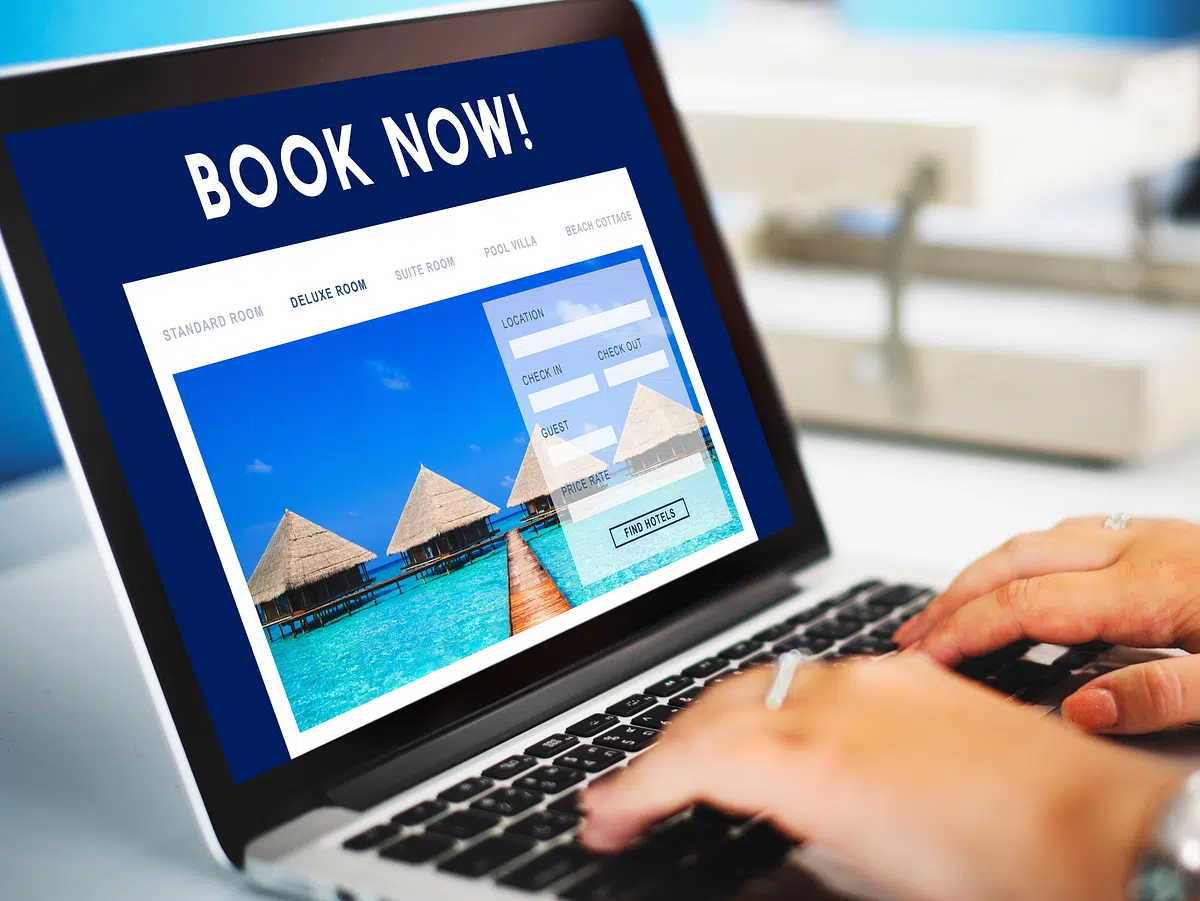 BOOK NOW!
STANDARD ROOM
DELUXE ROOM
SUITE ROOM
POOL VILLA
BEACH COTTAGE
LOCATION
CHECK IN
CHECK OUT
GUEST
PRICE RATE
FIND HOTELS